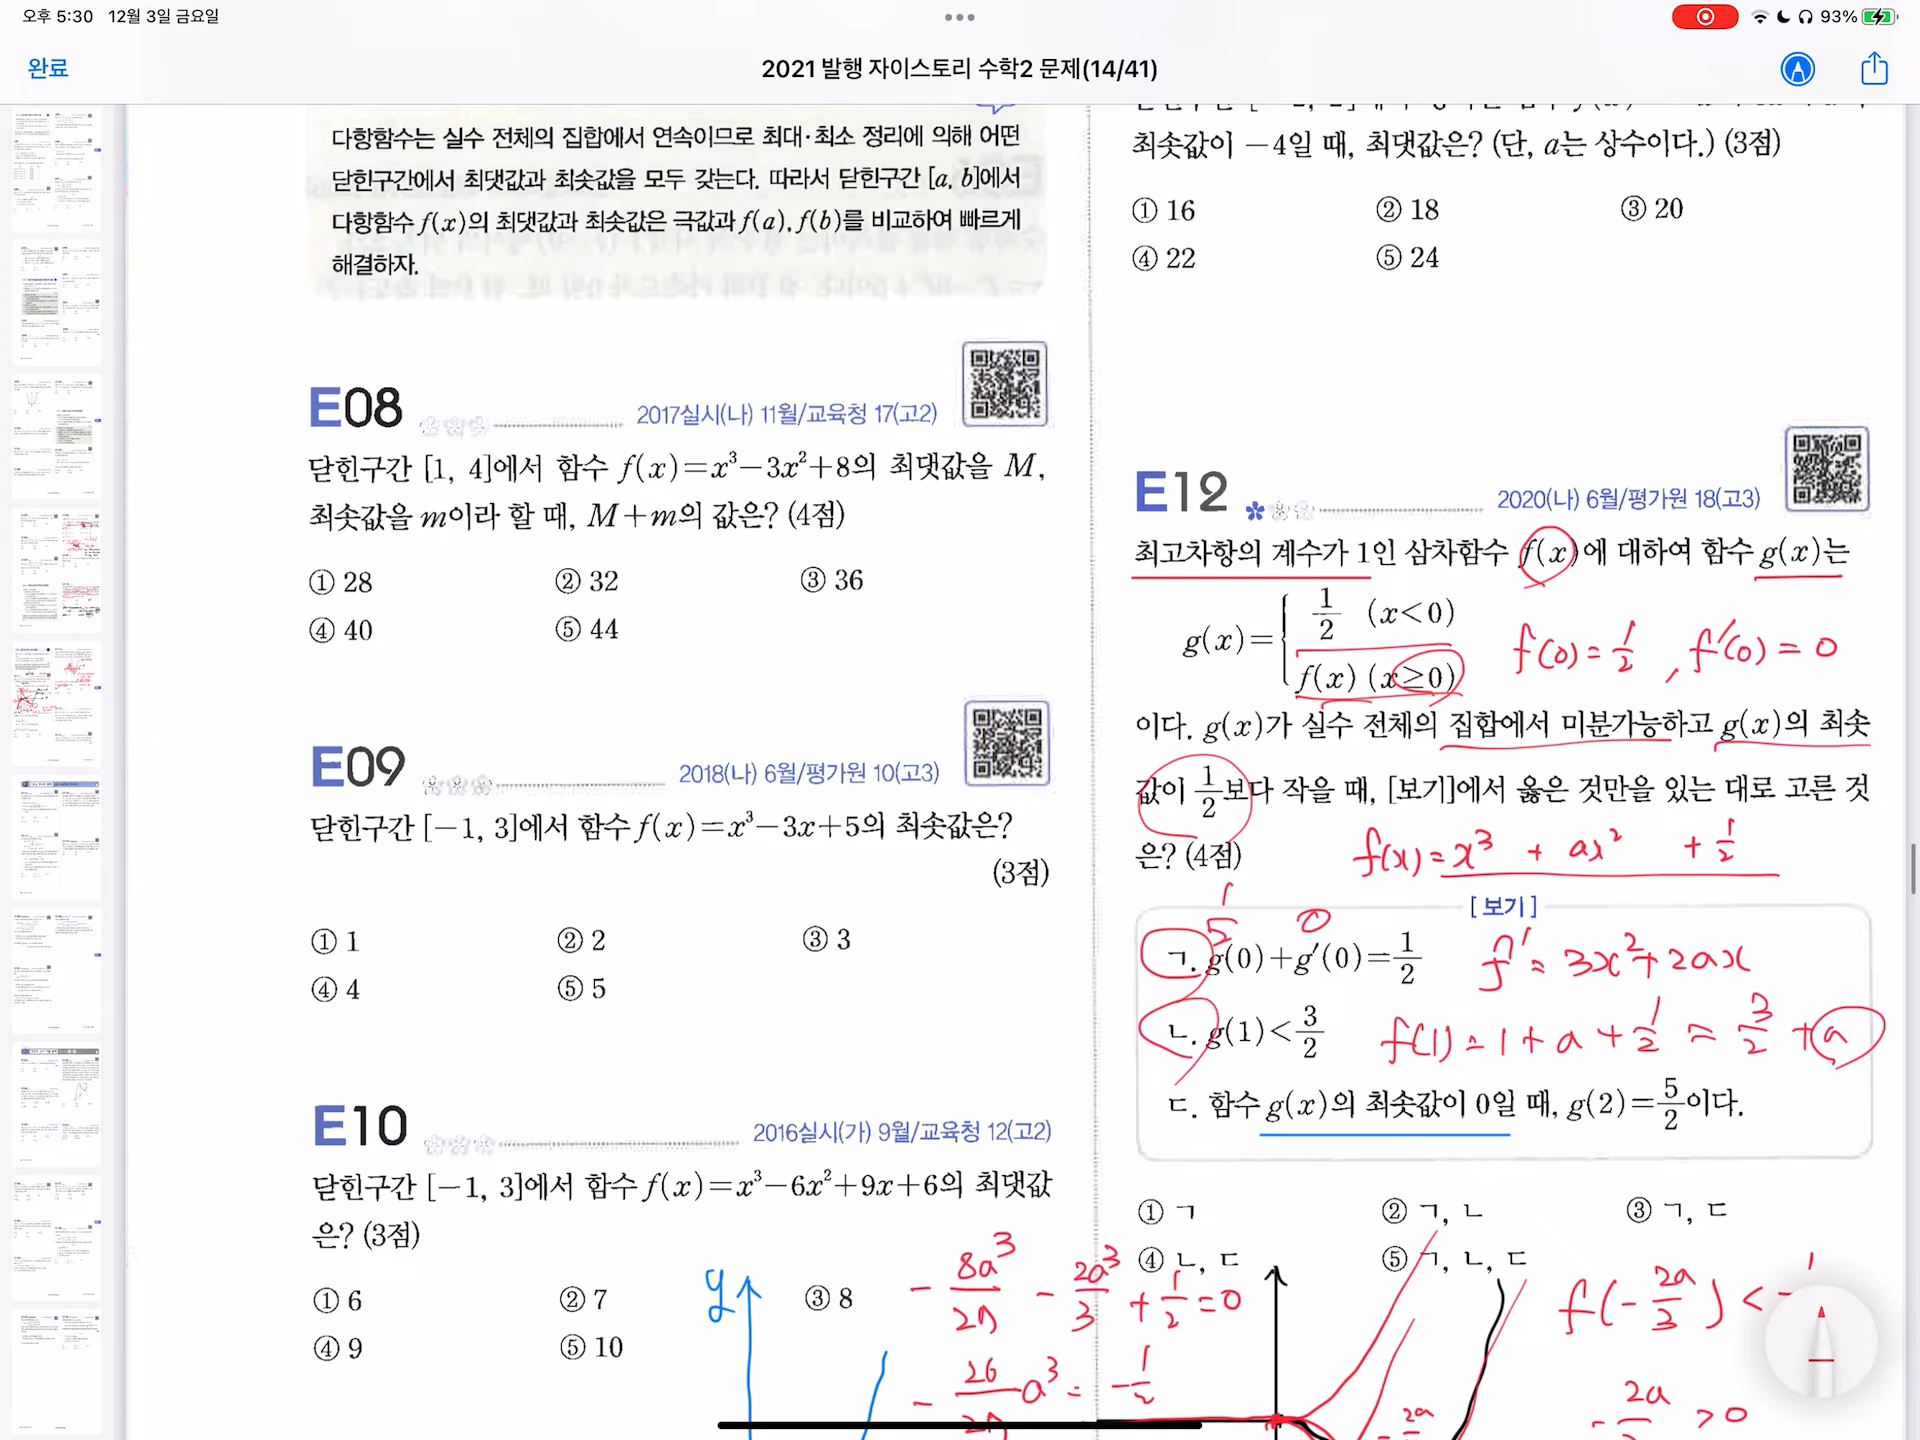 오후 5:30 12월 3일 금요일
93%
완료
2021 발행 자이스토리 수학2 문제(14/41)
다항함수는 실수 전체의 집합에서 연속이므로 최대·최소 정리에 의해 어떤
닫힌구간에서 최댓값과 최솟값을 모두 갖는다. 따라서 닫힌구간 [a, b]에서
다항함수 f(x)의 최댓값과 최솟값은 극값과 f(a), f(b)를 비교하여 빠르게
해결하자.
E08
2017실시(나) 11월/교육청 17(고2)
닫힌구간 [1, 4]에서 함수 f(x)=x³−3x²+8의 최댓값을 M,
최솟값을 m이라 할 때, M+m의 값은? (4점)
① 28 ② 32 ③ 36
④ 40 ⑤ 44
E09
2018(나) 6월/평가원 10(고3)
닫힌구간 [−1, 3]에서 함수 f(x)=x³−3x+5의 최솟값은?
(3점)
① 1 ② 2 ③ 3
④ 4 ⑤ 5
E10
2016실시(가) 9월/교육청 12(고2)
닫힌구간 [−1, 3]에서 함수 f(x)=x³−6x²+9x+6의 최댓값
은? (3점)
① 6 ② 7 ③ 8
④ 9 ⑤ 10
y
- 8a³/27 - 2a³/3 + 1/2 = 0
- 26/27 a³ = -1/2
최솟값이 −4일 때, 최댓값은? (단, a는 상수이다.) (3점)
① 16 ② 18 ③ 20
④ 22 ⑤ 24
E12
2020(나) 6월/평가원 18(고3)
최고차항의 계수가 1인 삼차함수 f(x)에 대하여 함수 g(x)는
g(x)={ 1/2 (x<0)
f(x) (x≥0)
f(0)=1/2, f'(0)=0
이다. g(x)가 실수 전체의 집합에서 미분가능하고 g(x)의 최솟
값이 1/2보다 작을 때, [보기]에서 옳은 것만을 있는 대로 고른 것
은? (4점)
f(x)=x³ + ax² + 1/2
[보기]
1/2 0
ㄱ. g(0)+g′(0)=1/2
f' = 3x²+2ax
ㄴ. g(1)<3/2
f(1)=1+a+1/2 = 3/2 +a
ㄷ. 함수 g(x)의 최솟값이 0일 때, g(2)=5/2이다.
① ㄱ ② ㄱ, ㄴ ③ ㄱ, ㄷ
④ ㄴ, ㄷ ⑤ ㄱ, ㄴ, ㄷ
f(-2a/3) <
2a > 0